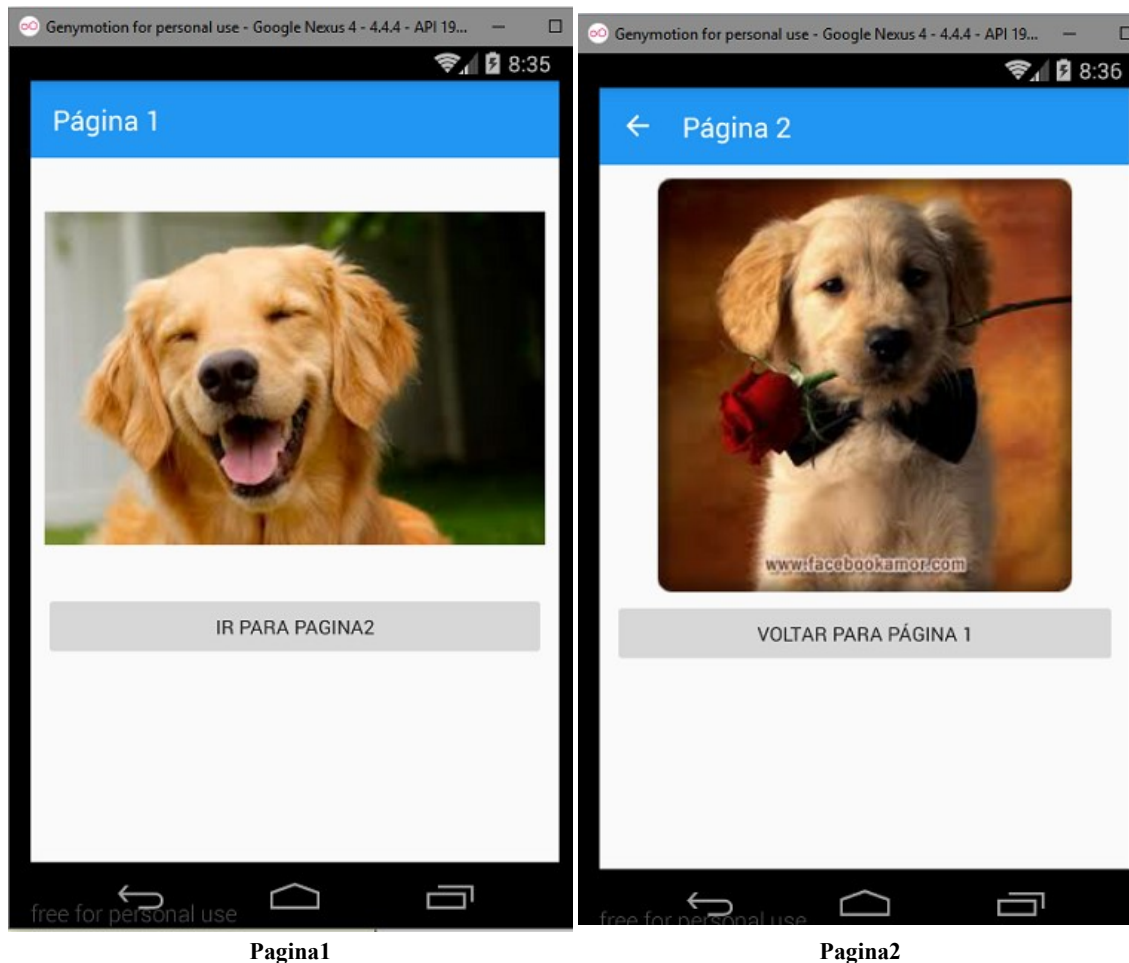 Genymotion for personal use - Google Nexus 4 - 4.4.4 - API 19...
8:35
Página 1
IR PARA PAGINA2
free for personal use
Pagina1
Genymotion for personal use - Google Nexus 4 - 4.4.4 - API 19...
8:36
Página 2
www.facebookamor.com
VOLTAR PARA PÁGINA 1
free for personal use
Pagina2